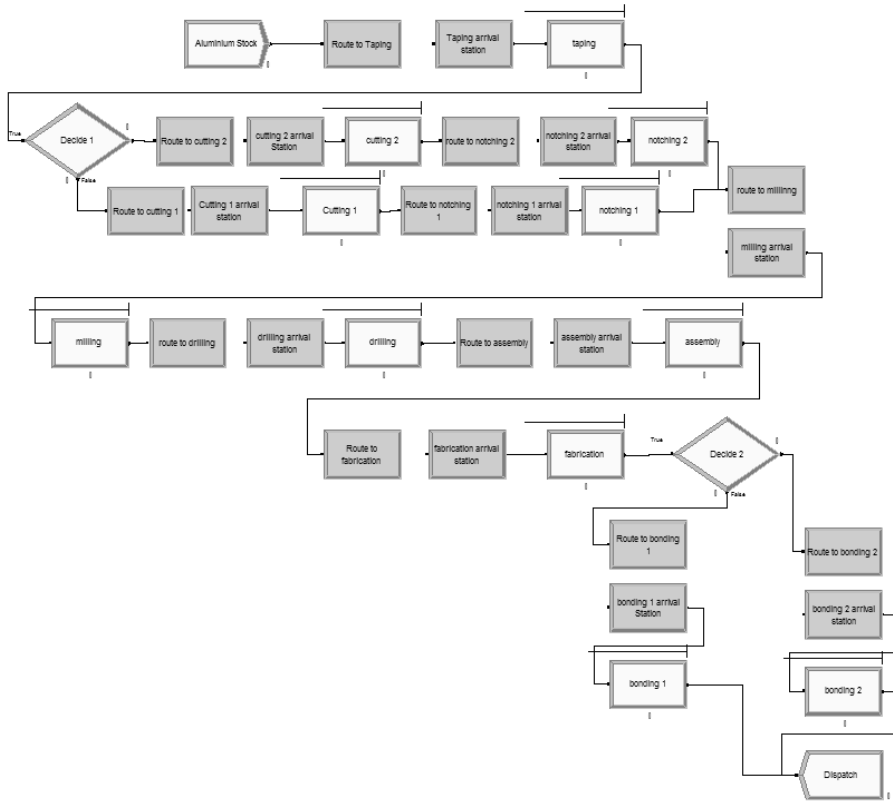 Aluminium Stock
Route to Taping
Taping arrival
station
taping
True
Decide 1
False
Route to cutting 2
cutting 2 arrival
Station
cutting 2
route to notching 2
notching 2 arrival
station
notching 2
Route to cutting 1
Cutting 1 arrival
station
Cutting 1
Route to notching
1
notching 1 arrival
station
notching 1
route to millinng
milling arrival
station
milling
route to drilling
drilling arrival
station
drilling
Route to assembly
assembly arrival
station
assembly
Route to
fabrication
fabrication arrival
station
fabrication
True
Decide 2
False
Route to bonding
1
Route to bonding 2
bonding 1 arrival
Station
bonding 2 arrival
station
bonding 1
bonding 2
Dispatch